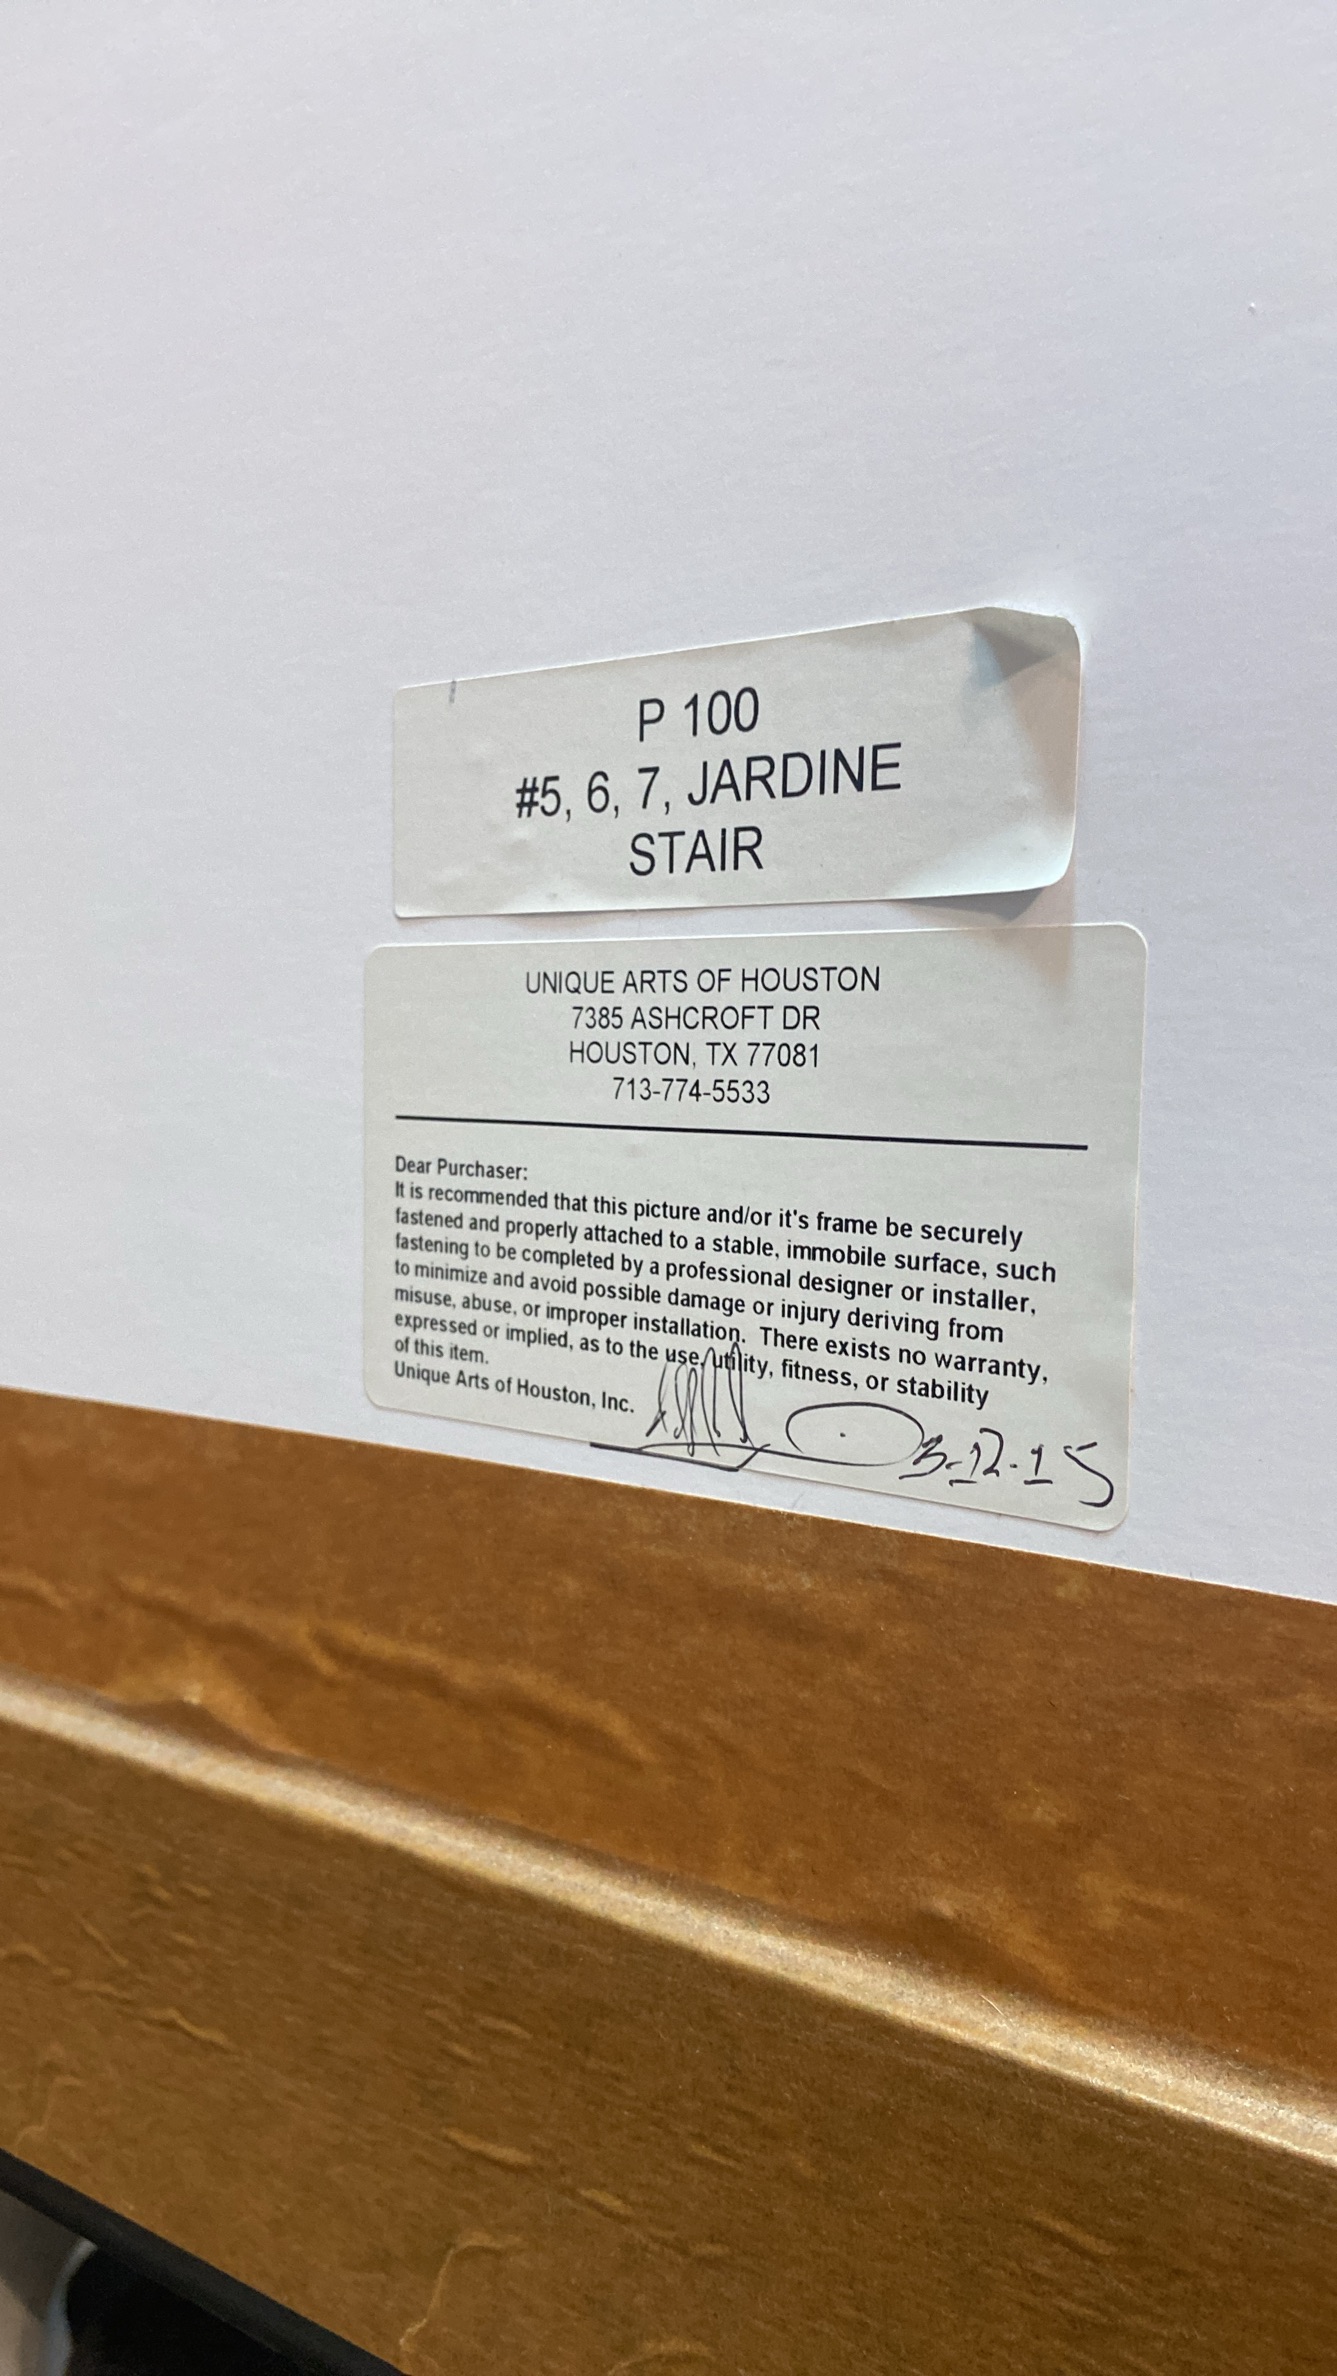 P 100
#5, 6, 7, JARDINE
STAIR
UNIQUE ARTS OF HOUSTON
7385 ASHCROFT DR
HOUSTON, TX 77081
713-774-5533
Dear Purchaser:
It is recommended that this picture and/or it's frame be securely
fastened and properly attached to a stable, immobile surface, such
fastening to be completed by a professional designer or installer,
to minimize and avoid possible damage or injury deriving from
misuse, abuse, or improper installation. There exists no warranty,
expressed or implied, as to the use, utility, fitness, or stability
of this item.
Unique Arts of Houston, Inc.
3-12-15